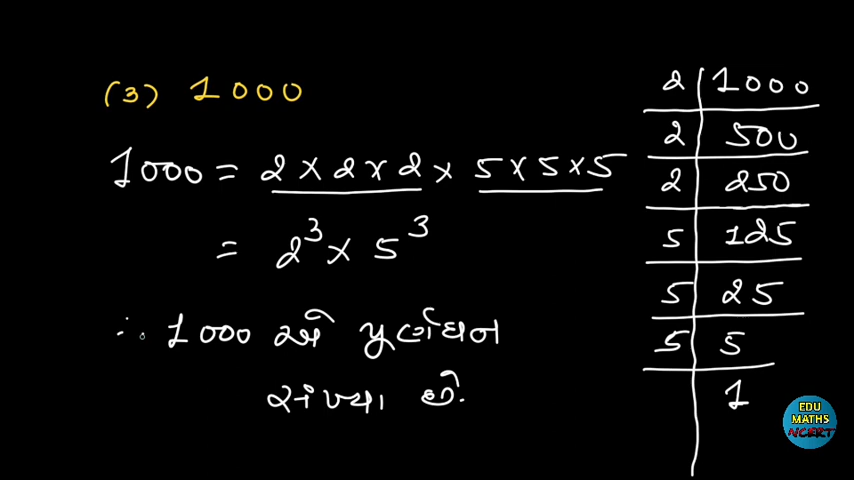 (3) 1000
1000 = 2 × 2 × 2 × 5 × 5 × 5
= 2³ × 5³
∴ 1000 એ પૂર્ણઘન
સંખ્યા છે.
2 | 1000
2 | 500
2 | 250
5 | 125
5 | 25
5 | 5
| 1
EDU
MATHS
NCERT